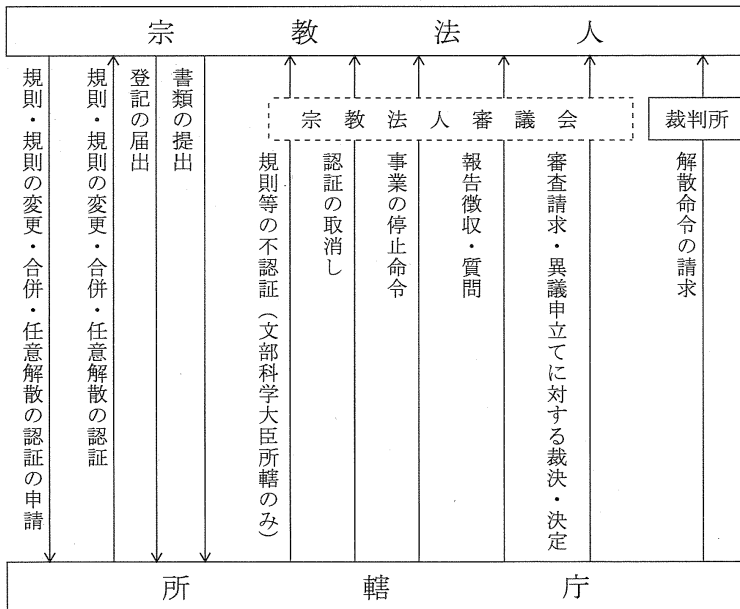 宗教法人
規則・規則の変更・合併・任意解散の認証の申請
規則・規則の変更・合併・任意解散の認証
登記の届出
書類の提出
宗教法人審議会
裁判所
規則等の不認証(文部科学大臣所轄のみ)
認証の取消し
事業の停止命令
報告徴収・質問
審査請求・異議申立てに対する裁決・決定
解散命令の請求
所轄庁